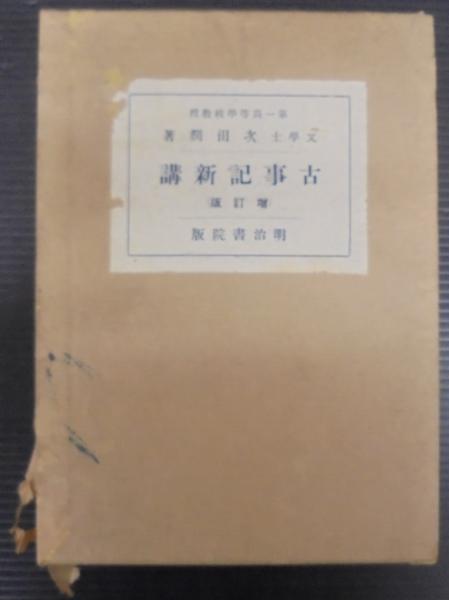 第一高等學校教授
文學士 次田潤 著
古事記新講
(增訂版)
明治書院版